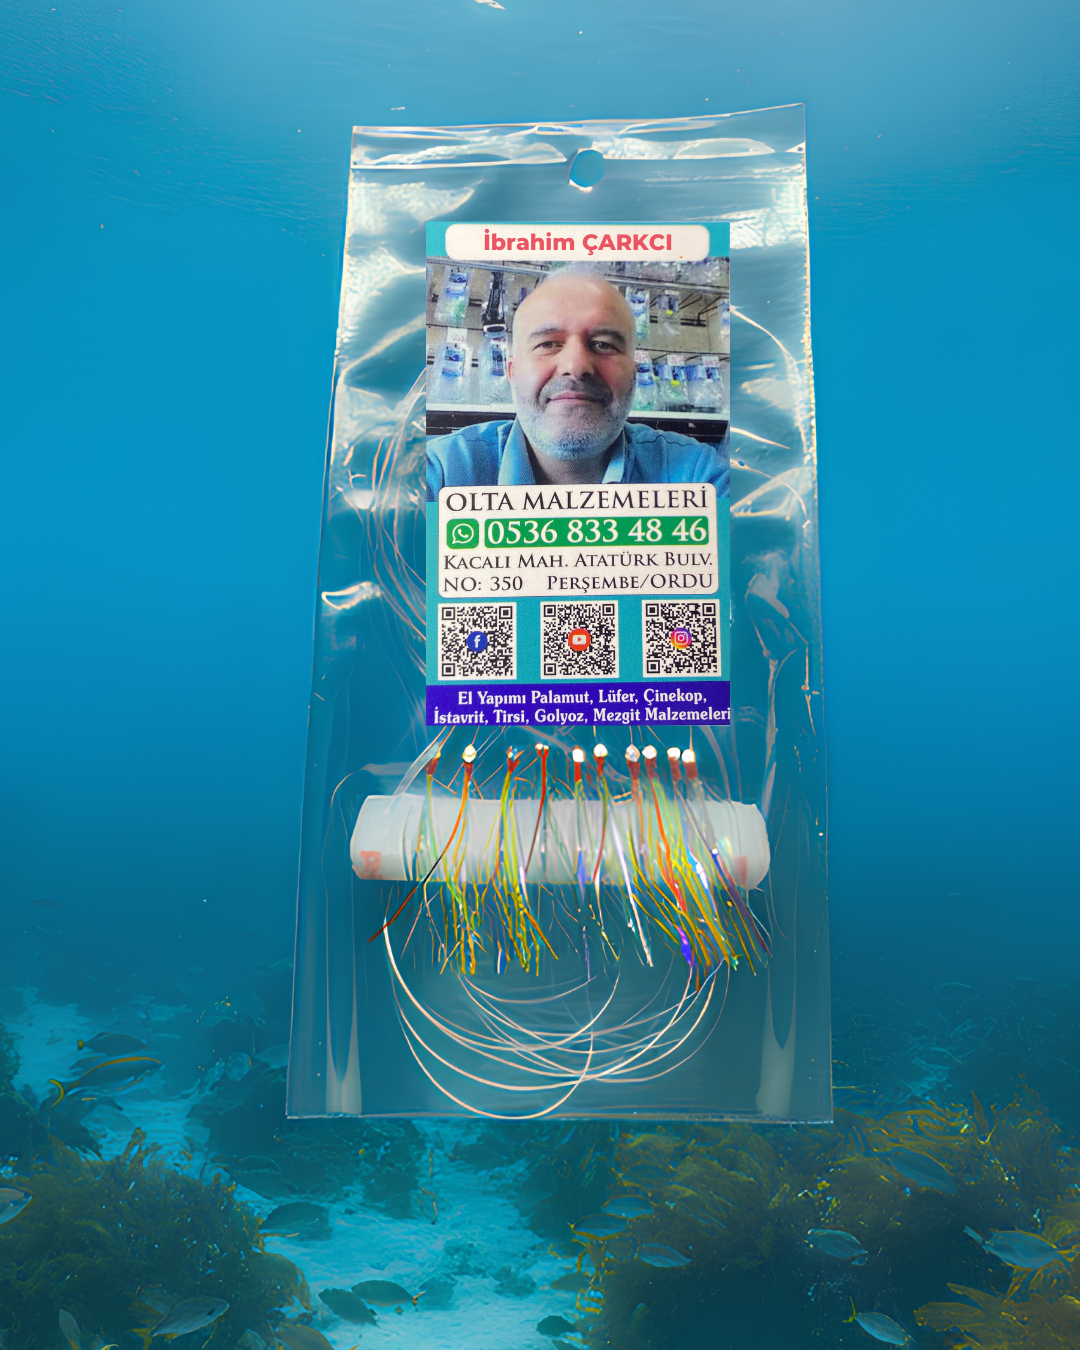 İbrahim ÇARKCI
OLTA MALZEMELERİ
0536 833 48 46
KACALI MAH. ATATÜRK BULV.
NO: 350 PERŞEMBE/ORDU
El Yapımı Palamut, Lüfer, Çinekop,
İstavrit, Tirsi, Golyoz, Mezgit Malzemeleri